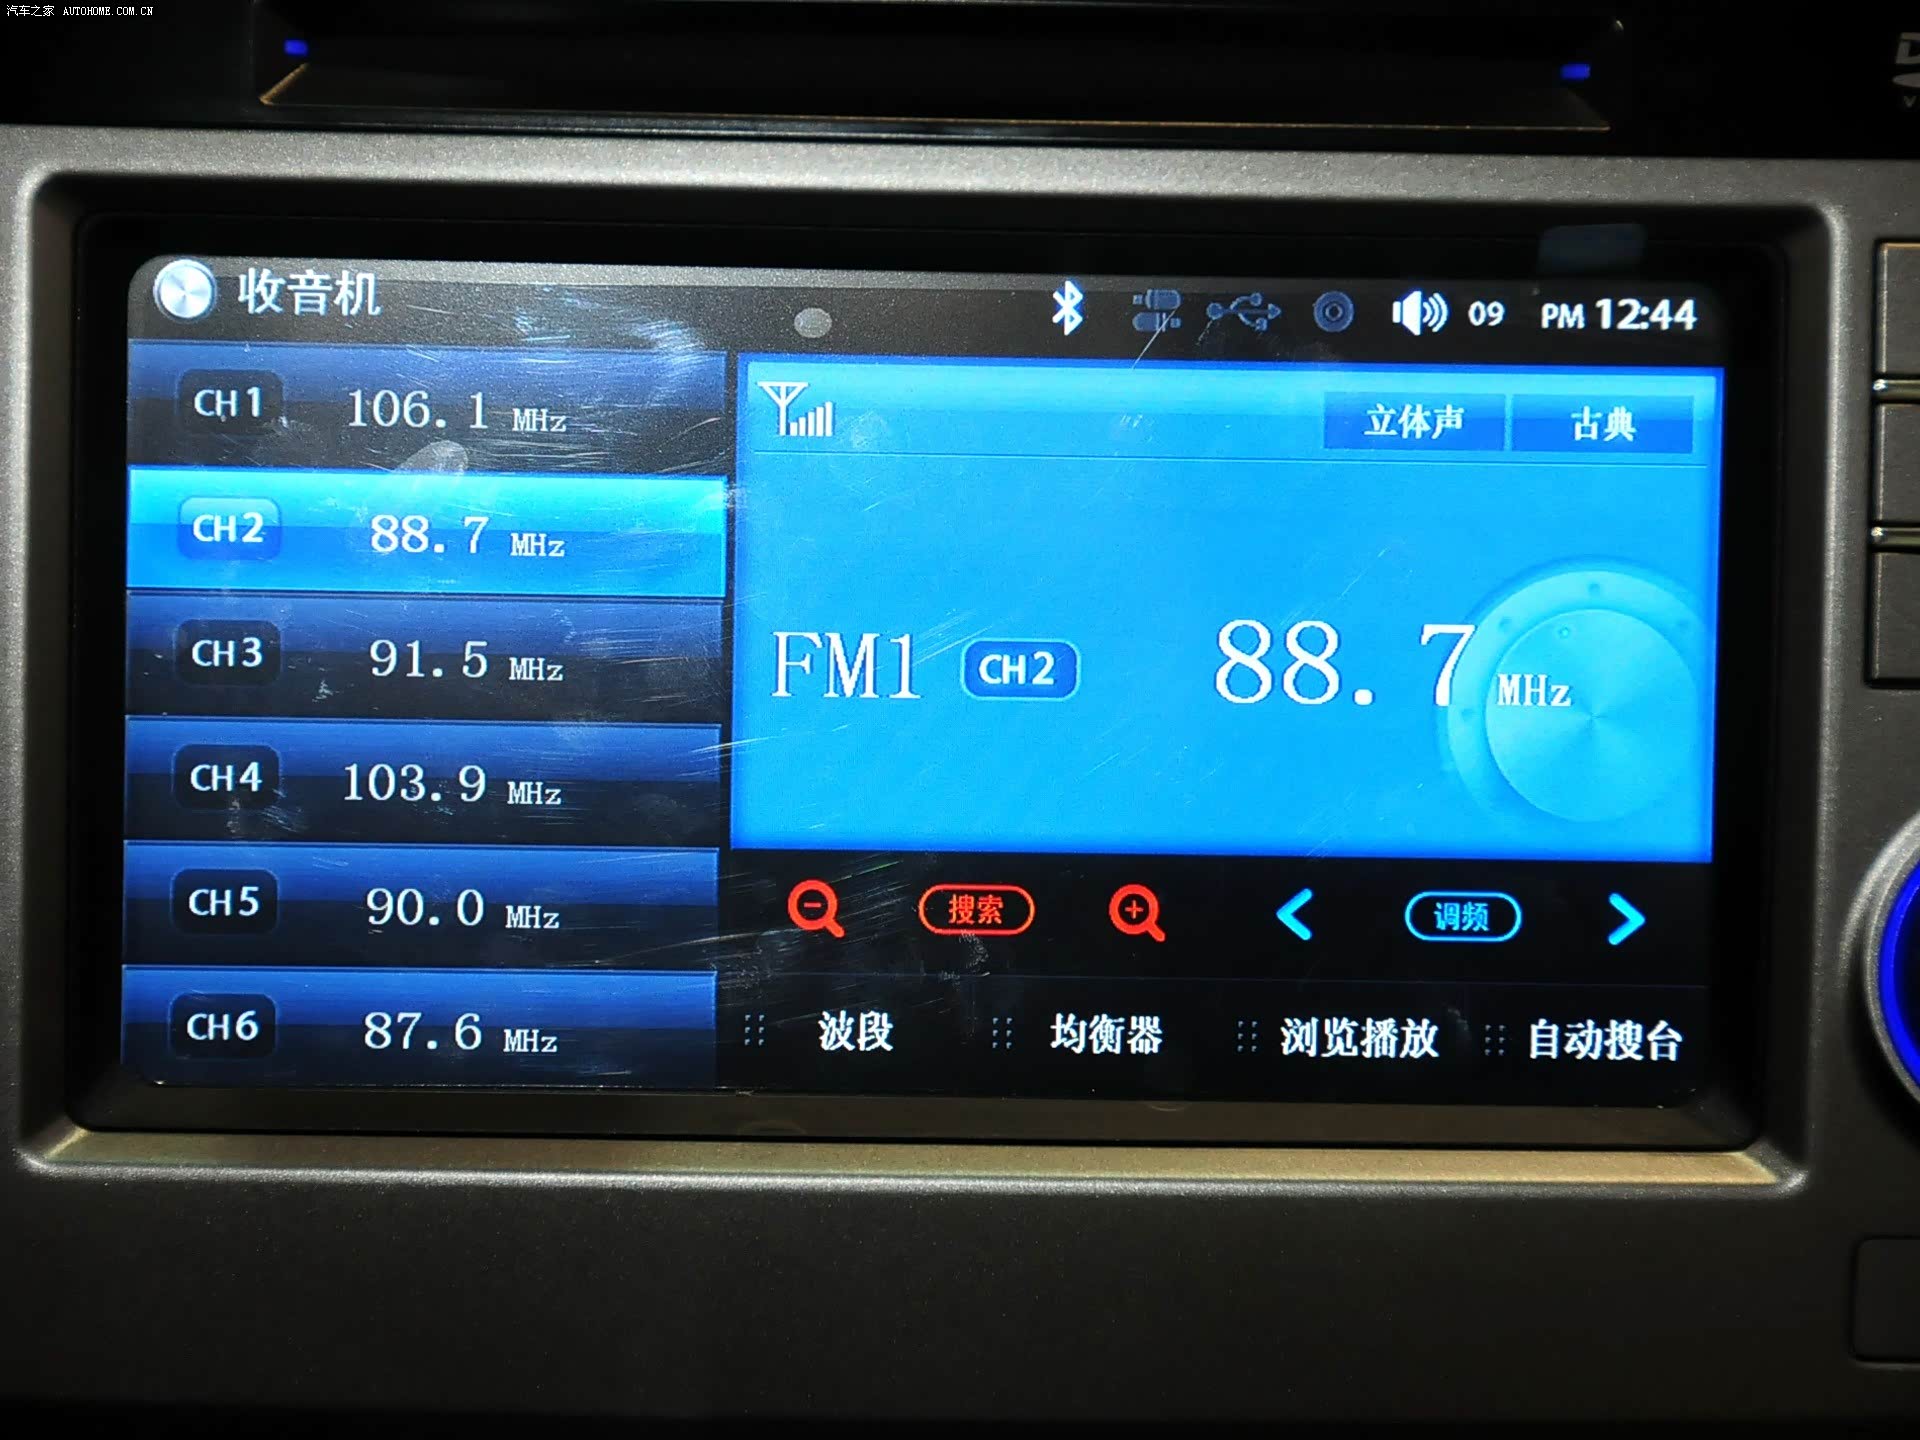 汽车之家 AUTOHOME.COM.CN
收音机 09 PM 12:44
CH1 106.1 MHz
CH2 88.7 MHz
CH3 91.5 MHz
CH4 103.9 MHz
CH5 90.0 MHz
CH6 87.6 MHz
立体声 古典
FM1 CH2 88.7 MHz
搜索 调频
波段 均衡器 浏览播放 自动搜台